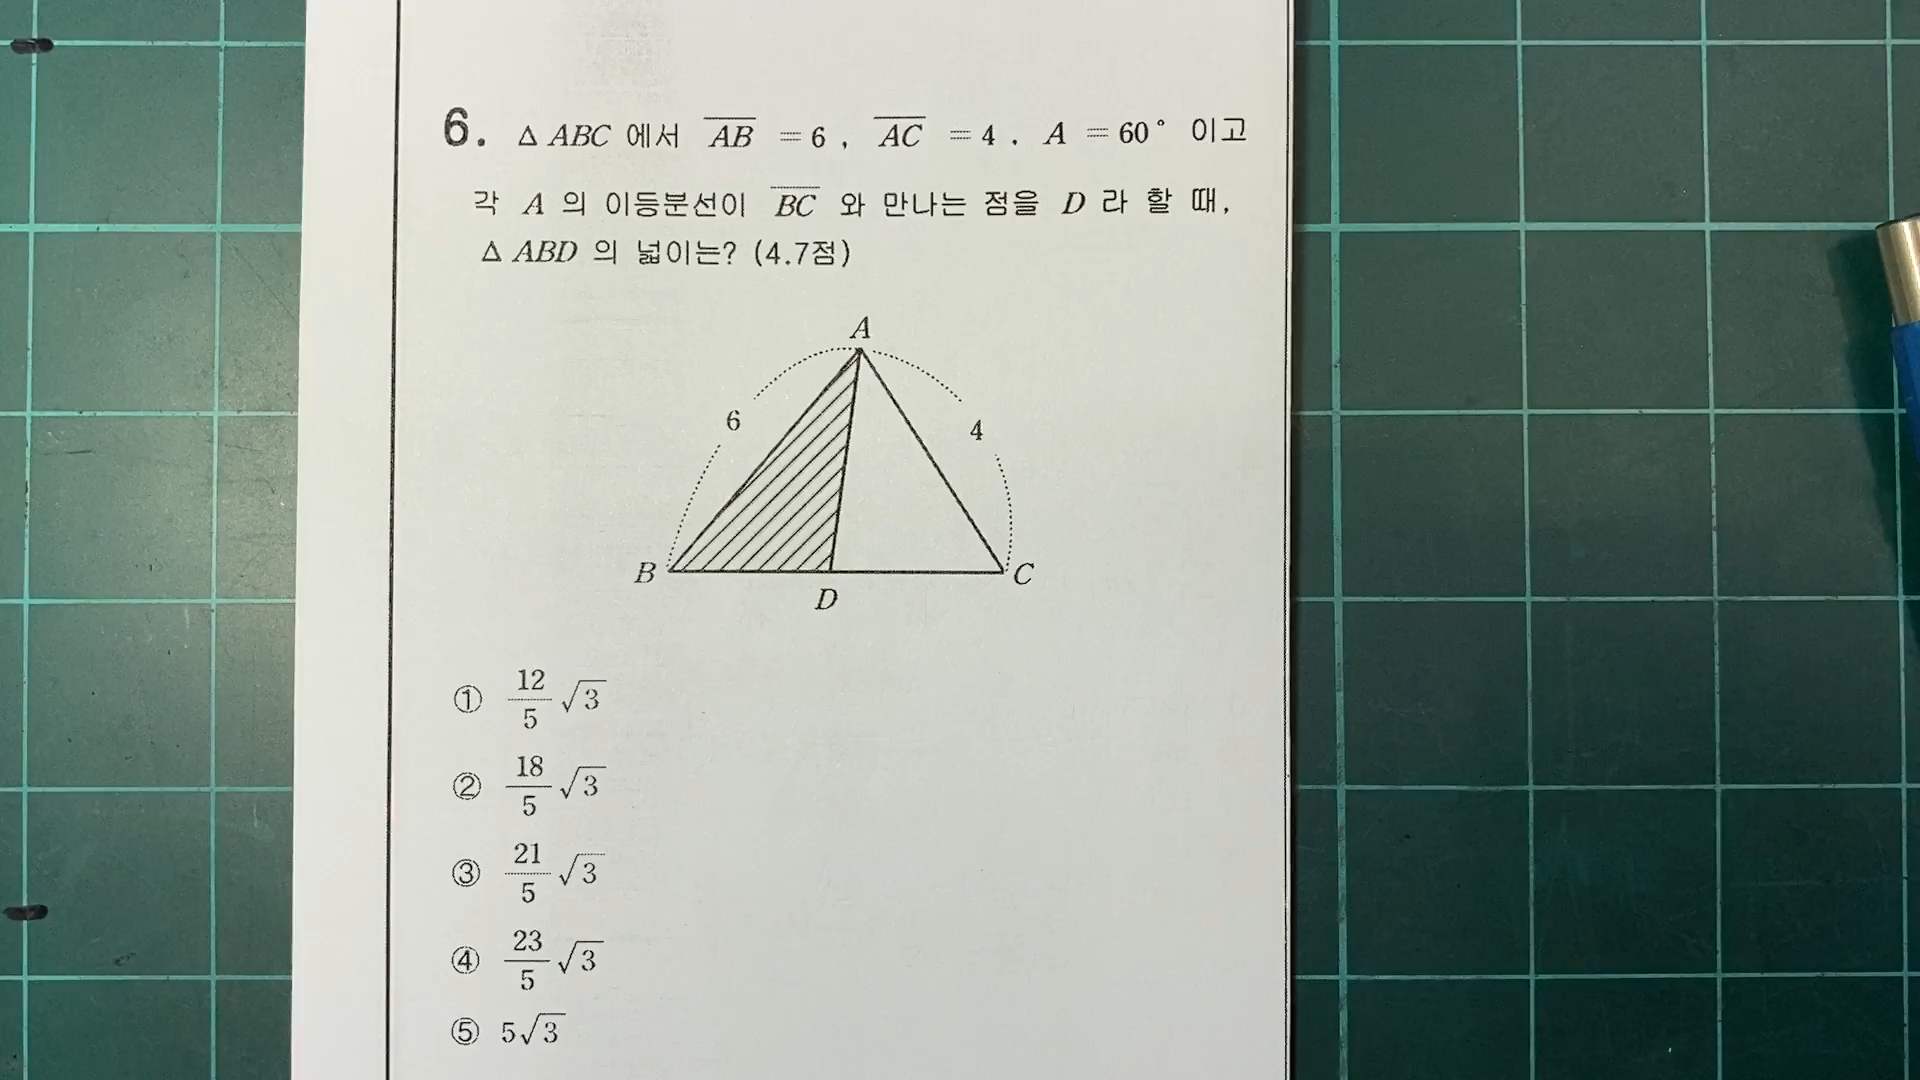 6. △ABC 에서 AB = 6 , AC = 4 . A = 60° 이고
각 A 의 이등분선이 BC 와 만나는 점을 D 라 할 때,
△ABD 의 넓이는? (4.7점)
A
6
4
B
C
D
① 12/5 √3
② 18/5 √3
③ 21/5 √3
④ 23/5 √3
⑤ 5√3